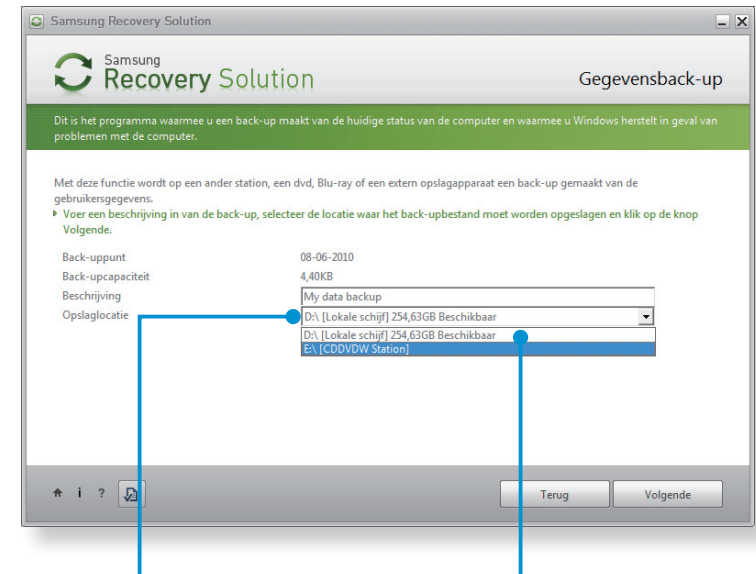 Samsung Recovery Solution
Samsung
Recovery Solution
Gegevensback-up
Dit is het programma waarmee u een back-up maakt van de huidige status van de computer en waarmee u Windows herstelt in geval van
problemen met de computer.
Met deze functie wordt op een ander station, een dvd, Blu-ray of een extern opslagapparaat een back-up gemaakt van de
gebruikersgegevens.
Voer een beschrijving in van de back-up, selecteer de locatie waar het back-upbestand moet worden opgeslagen en klik op de knop
Volgende.
Back-uppunt 08-06-2010
Back-upcapaciteit 4,40KB
Beschrijving My data backup
Opslaglocatie D:\ [Lokale schijf] 254,63GB Beschikbaar
D:\ [Lokale schijf] 254,63GB Beschikbaar
E:\ [CDDVDW Station]
i ? Terug Volgende